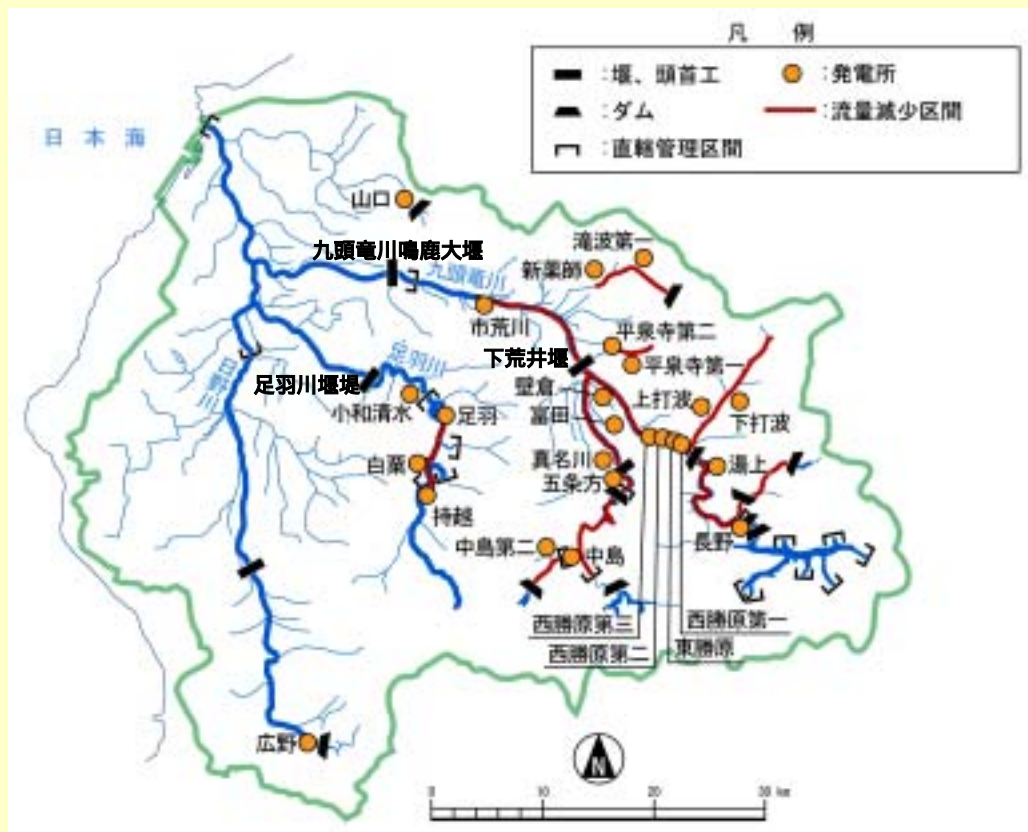 凡 例
:堰、頭首工
:発電所
:ダム
:流量減少区間
:直轄管理区間
日本海
山口
九頭竜川鳴鹿大堰
九頭竜川
滝波第一
新薬師
市荒川
平泉寺第二
平泉寺第一
下荒井堰
足羽川
足羽川堰堤
日野川
小和清水
足羽
壁倉
富田
上打波
下打波
白粟
真名川
五条方
湯上
持越
長野
中島第二
中島
西勝原第三
西勝原第一
西勝原第二
東勝原
広野
N
0 10 20 30 km